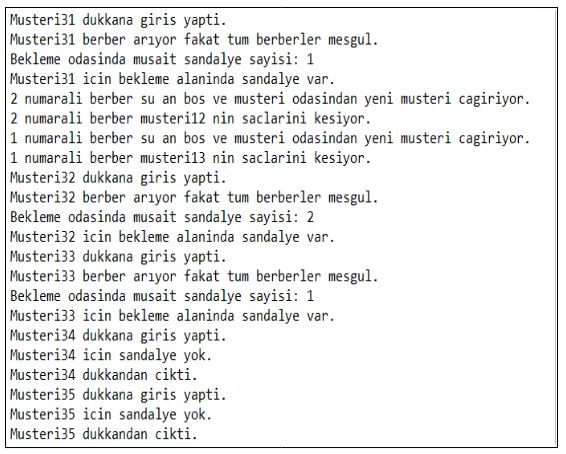 Musteri31 dukkana giris yapti.
Musteri31 berber arıyor fakat tum berberler mesgul.
Bekleme odasinda musait sandalye sayisi: 1
Musteri31 icin bekleme alaninda sandalye var.
2 numarali berber su an bos ve musteri odasindan yeni musteri cagiriyor.
2 numarali berber musteri12 nin saclarini kesiyor.
1 numarali berber su an bos ve musteri odasindan yeni musteri cagiriyor.
1 numarali berber musteri13 nin saclarini kesiyor.
Musteri32 dukkana giris yapti.
Musteri32 berber arıyor fakat tum berberler mesgul.
Bekleme odasinda musait sandalye sayisi: 2
Musteri32 icin bekleme alaninda sandalye var.
Musteri33 dukkana giris yapti.
Musteri33 berber arıyor fakat tum berberler mesgul.
Bekleme odasinda musait sandalye sayisi: 1
Musteri33 icin bekleme alaninda sandalye var.
Musteri34 dukkana giris yapti.
Musteri34 icin sandalye yok.
Musteri34 dukkandan cikti.
Musteri35 dukkana giris yapti.
Musteri35 icin sandalye yok.
Musteri35 dukkandan cikti.